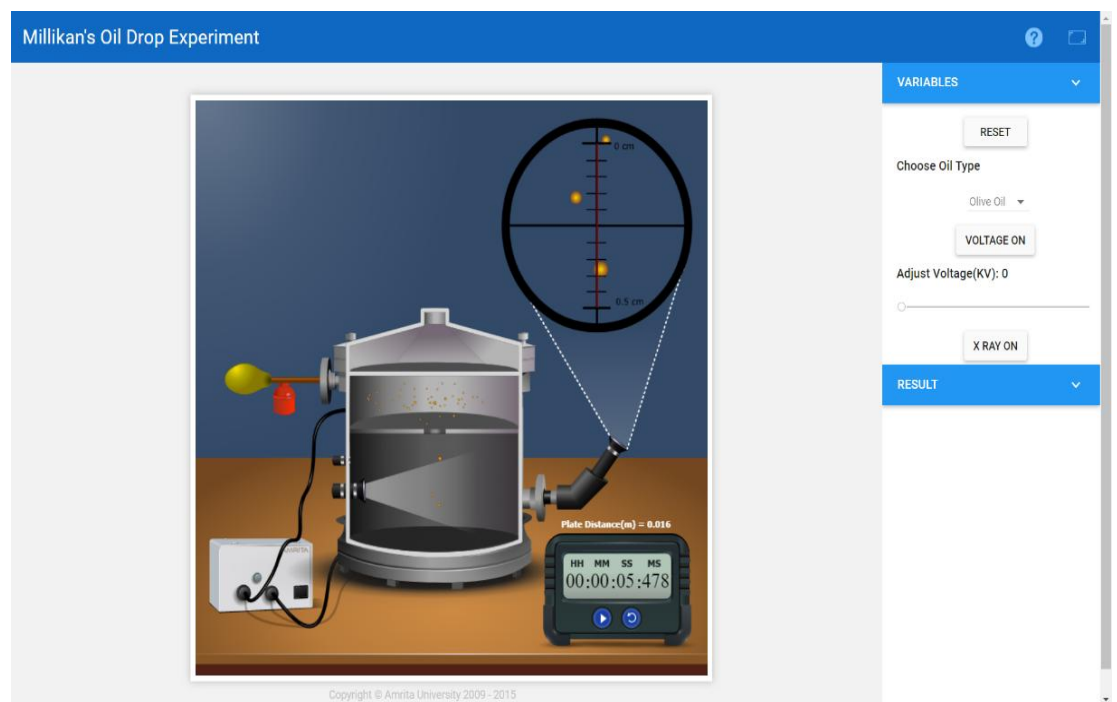 Millikan's Oil Drop Experiment
?
VARIABLES
RESET
Choose Oil Type
Olive Oil
VOLTAGE ON
Adjust Voltage(KV): 0
X RAY ON
RESULT
0 cm
0.5 cm
AMRITA
Plate Distance(m) = 0.016
HH MM SS MS
00:00:05:478
Copyright © Amrita University 2009 - 2015